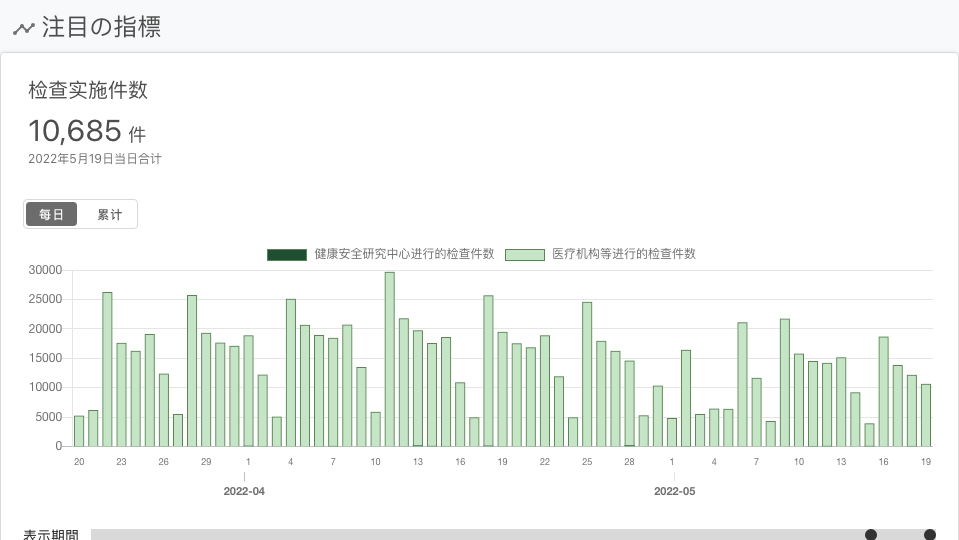 注目の指標
检查实施件数
10,685 件
2022年5月19日当日合计
每日 累计
健康安全研究中心进行的检查件数 医疗机构等进行的检查件数
30000
25000
20000
15000
10000
5000
0
20 23 26 29 1 4 7 10 13 16 19 22 25 28 1 4 7 10 13 16 19
2022-04 2022-05
表示期間